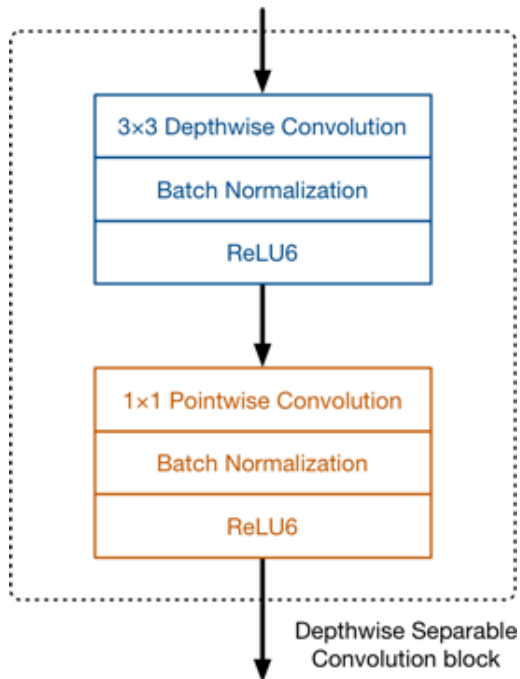 3×3 Depthwise Convolution
Batch Normalization
ReLU6
1×1 Pointwise Convolution
Batch Normalization
ReLU6
Depthwise Separable
Convolution block